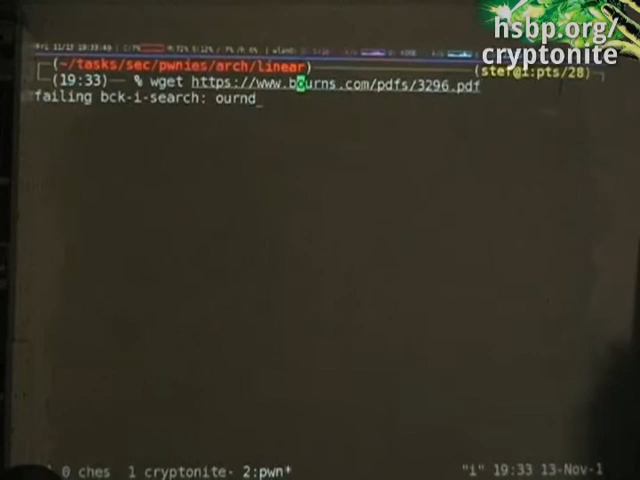 hsbp.org/
cryptonite
(~/tasks/sec/pwnies/arch/linear)
(stef@i:pts/28)
(19:33)— % wget https://www.bourns.com/pdfs/3296.pdf
failing bck-i-search: ournd_
0 ches 1 cryptonite- 2:pwn*
"i" 19:33 13-Nov-1